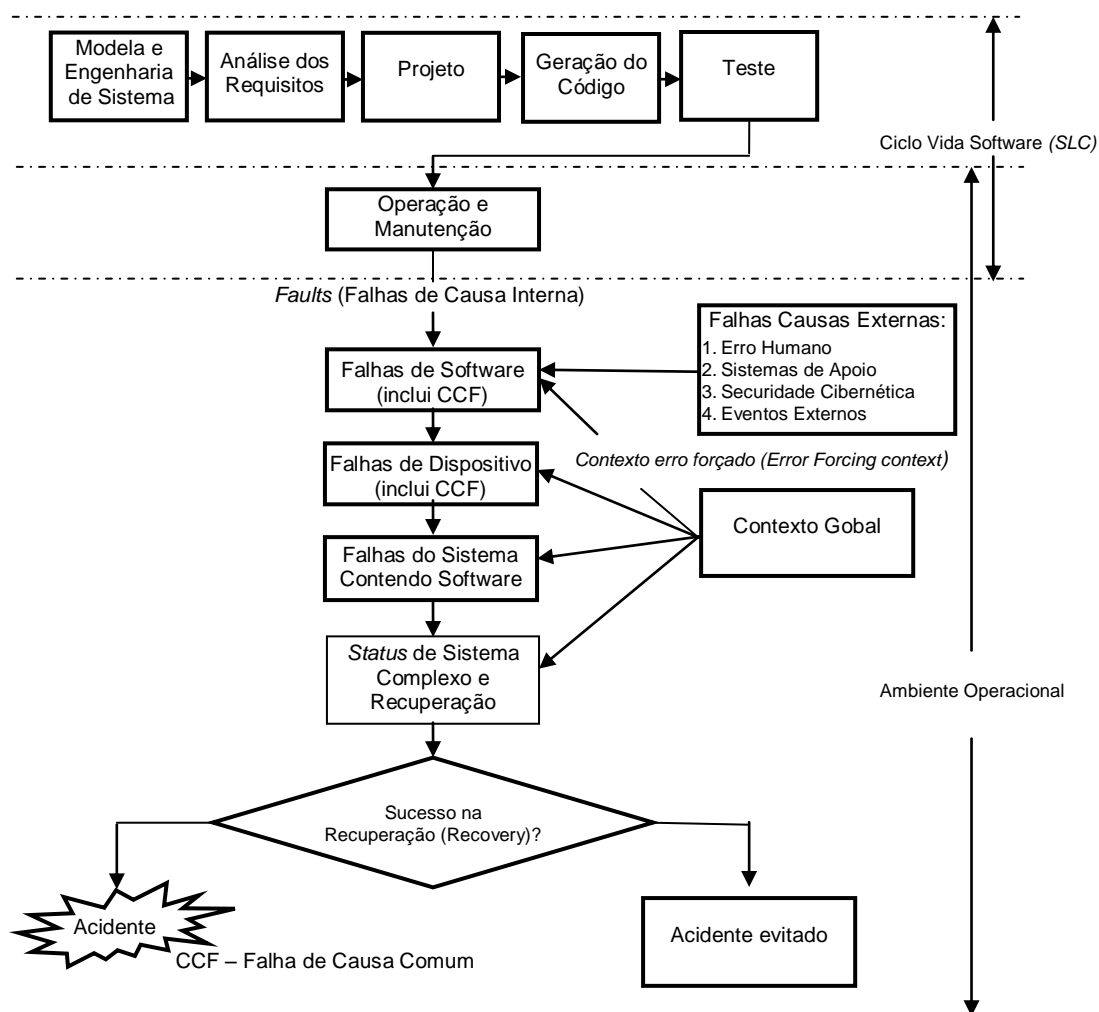 Modela e
Engenharia
de Sistema
Análise dos
Requisitos
Projeto
Geração do
Código
Teste
Ciclo Vida Software (SLC)
Operação e
Manutenção
Faults (Falhas de Causa Interna)
Falhas Causas Externas:
1. Erro Humano
2. Sistemas de Apoio
3. Securidade Cibernética
4. Eventos Externos
Falhas de Software
(inclui CCF)
Contexto erro forçado (Error Forcing context)
Falhas de Dispositivo
(inclui CCF)
Contexto Gobal
Falhas do Sistema
Contendo Software
Status de Sistema
Complexo e
Recuperação
Ambiente Operacional
Sucesso na
Recuperação (Recovery)?
Acidente
Acidente evitado
CCF – Falha de Causa Comum